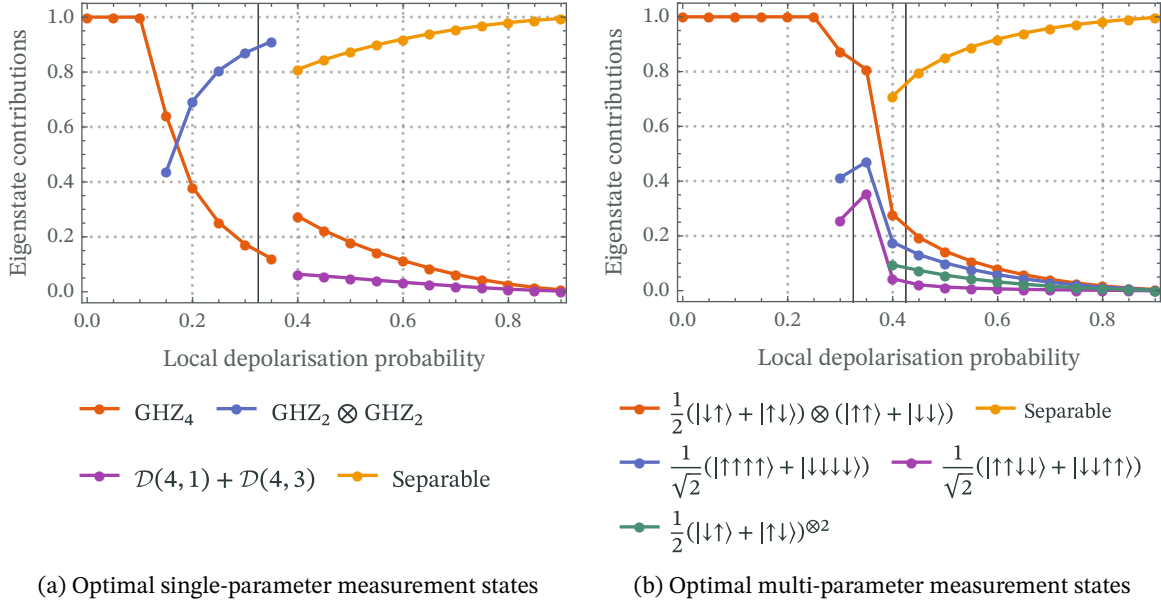 Eigenstate contributions
1.0
0.8
0.6
0.4
0.2
0.0
0.0 0.2 0.4 0.6 0.8
Local depolarisation probability
GHZ₄ GHZ₂ ⊗ GHZ₂
𝒟(4, 1) + 𝒟(4, 3) Separable
(a) Optimal single-parameter measurement states
Eigenstate contributions
1.0
0.8
0.6
0.4
0.2
0.0
0.0 0.2 0.4 0.6 0.8
Local depolarisation probability
1/2(|↓↑⟩ + |↑↓⟩) ⊗ (|↑↑⟩ + |↓↓⟩) Separable
1/√2(|↑↑↑↑⟩ + |↓↓↓↓⟩) 1/√2(|↑↑↓↓⟩ + |↓↓↑↑⟩)
1/2(|↓↑⟩ + |↑↓⟩)^⊗2
(b) Optimal multi-parameter measurement states